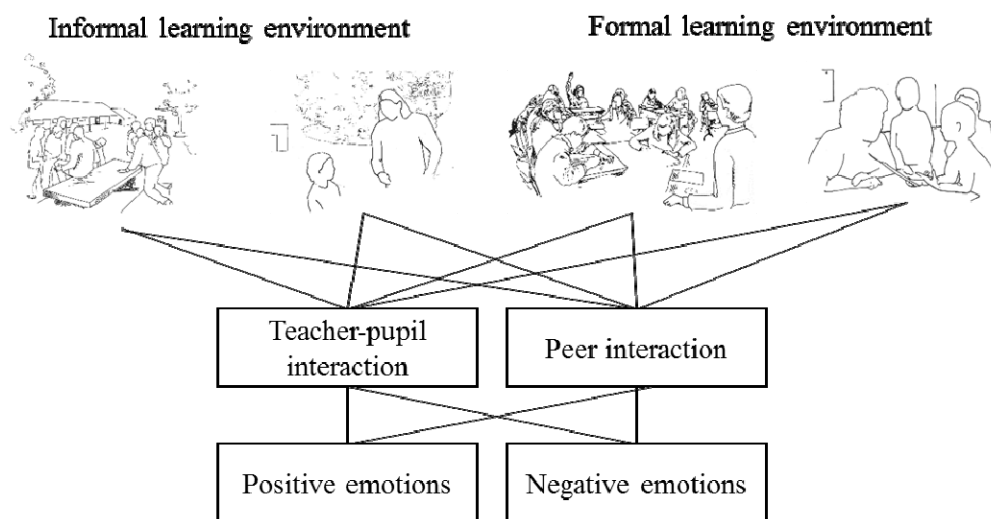 Informal learning environment
Formal learning environment
Teacher-pupil
interaction
Peer interaction
Positive emotions
Negative emotions